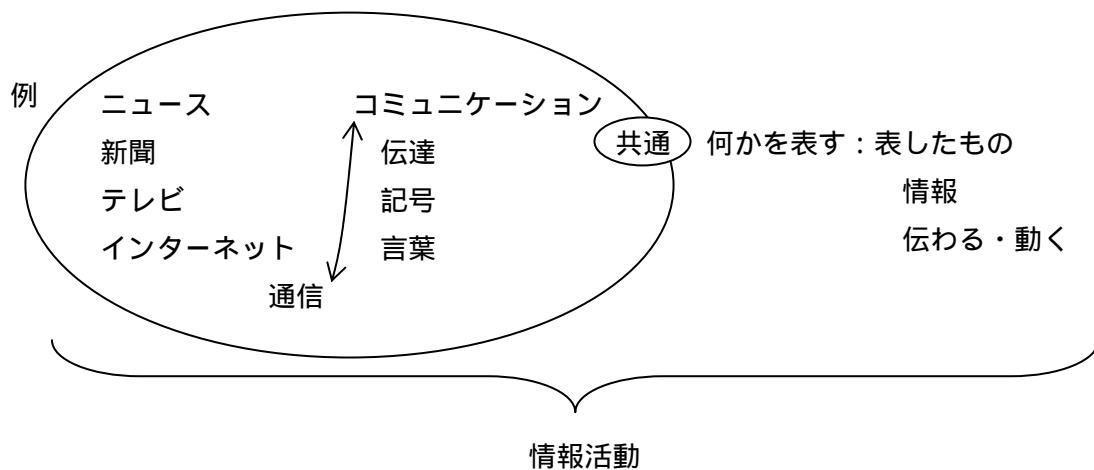 例
ニュース
新聞
テレビ
インターネット
通信
コミュニケーション
伝達
記号
言葉
共通
何かを表す：表したもの
情報
伝わる・動く
情報活動